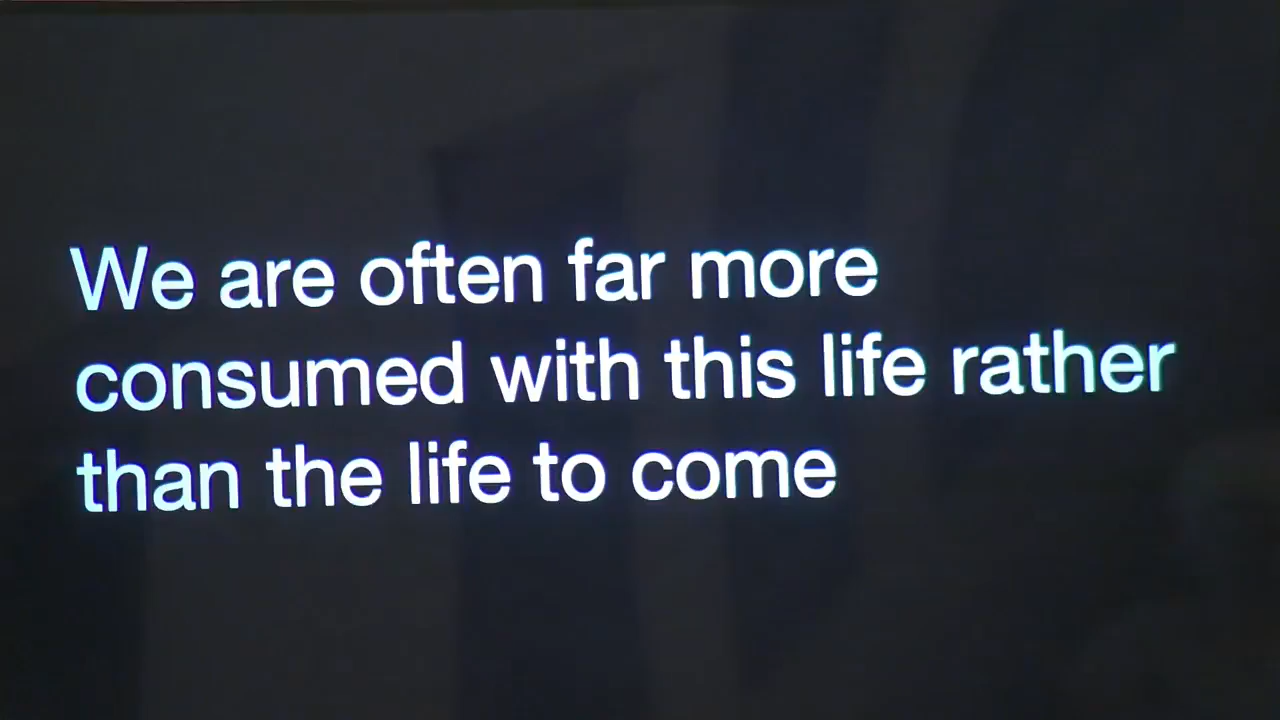 We are often far more
consumed with this life rather
than the life to come